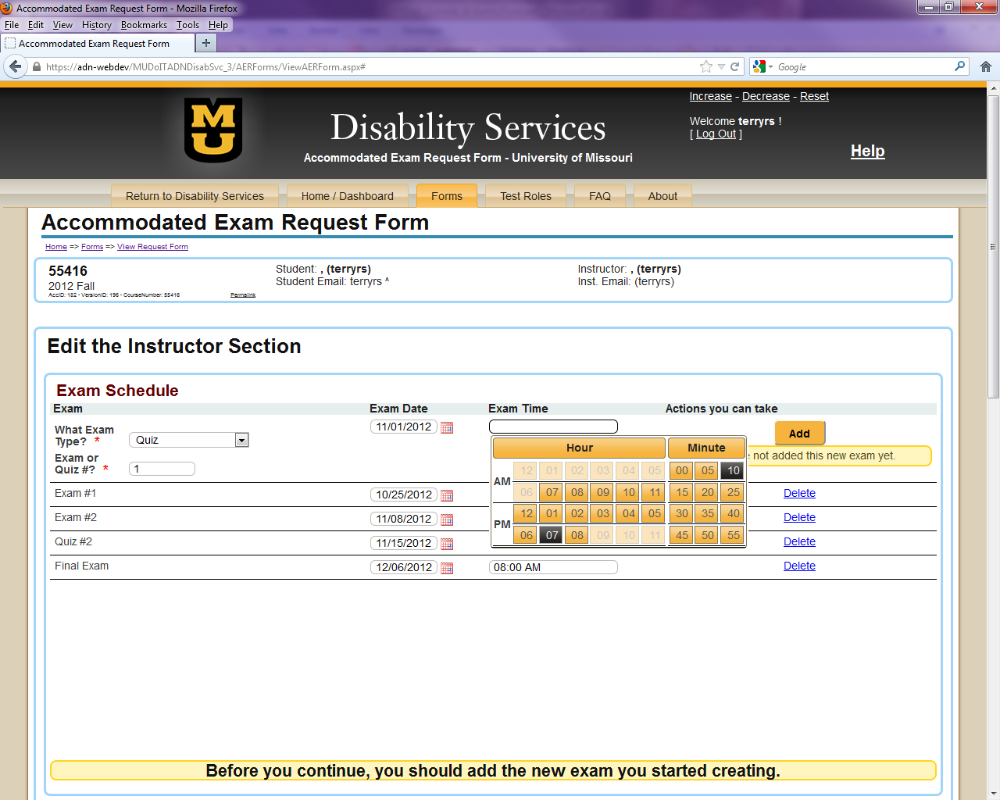 Accommodated Exam Request Form - Mozilla Firefox
File Edit View History Bookmarks Tools Help
Accommodated Exam Request Form
https://adn-webdev/MUDoITADNDisabSvc_3/AERForms/ViewAERForm.aspx#
Google
MU
Disability Services
Accommodated Exam Request Form - University of Missouri
Increase - Decrease - Reset
Welcome terryrs !
[ Log Out ]
Help
Return to Disability Services
Home / Dashboard
Forms
Test Roles
FAQ
About
Accommodated Exam Request Form
Home => Forms => View Request Form
55416
2012 Fall
AccID: 182 - VersionID: 196 - CourseNumber: 55416
Permalink
Student: , (terryrs)
Student Email: terryrs ^
Instructor: , (terryrs)
Inst. Email: (terryrs)
Edit the Instructor Section
Exam Schedule
Exam Exam Date Exam Time Actions you can take
What Exam
Type? *
Quiz
11/01/2012
Add
Exam or
Quiz #? *
1
not added this new exam yet.
Hour Minute
AM 12 01 02 03 04 05 00 05 10
06 07 08 09 10 11 15 20 25
PM 12 01 02 03 04 05 30 35 40
06 07 08 09 10 11 45 50 55
Exam #1 10/25/2012 Delete
Exam #2 11/08/2012 Delete
Quiz #2 11/15/2012 Delete
Final Exam 12/06/2012 08:00 AM Delete
Before you continue, you should add the new exam you started creating.